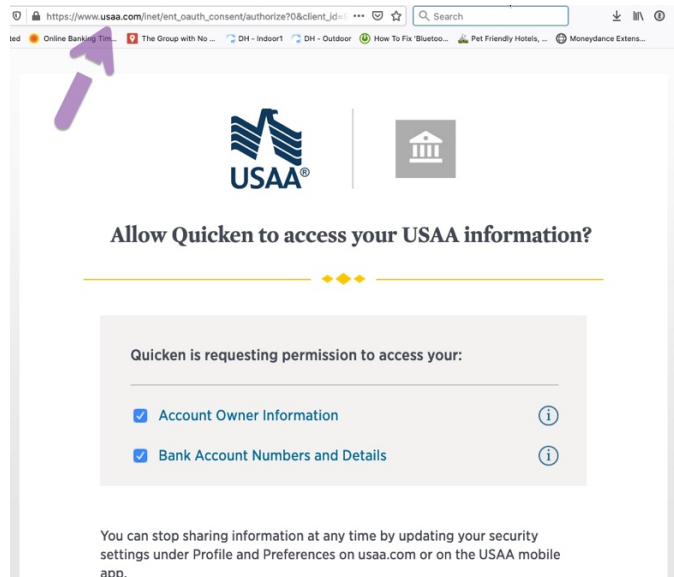 https://www.usaa.com/inet/ent_oauth_consent/authorize?0&client_id= Search
Online Banking Tim... The Group with No ... DH - Indoor1 DH - Outdoor How To Fix 'Bluetoo... Pet Friendly Hotels, ... Moneydance Extens...
USAA®
Allow Quicken to access your USAA information?
Quicken is requesting permission to access your:
Account Owner Information
Bank Account Numbers and Details
You can stop sharing information at any time by updating your security
settings under Profile and Preferences on usaa.com or on the USAA mobile
app.